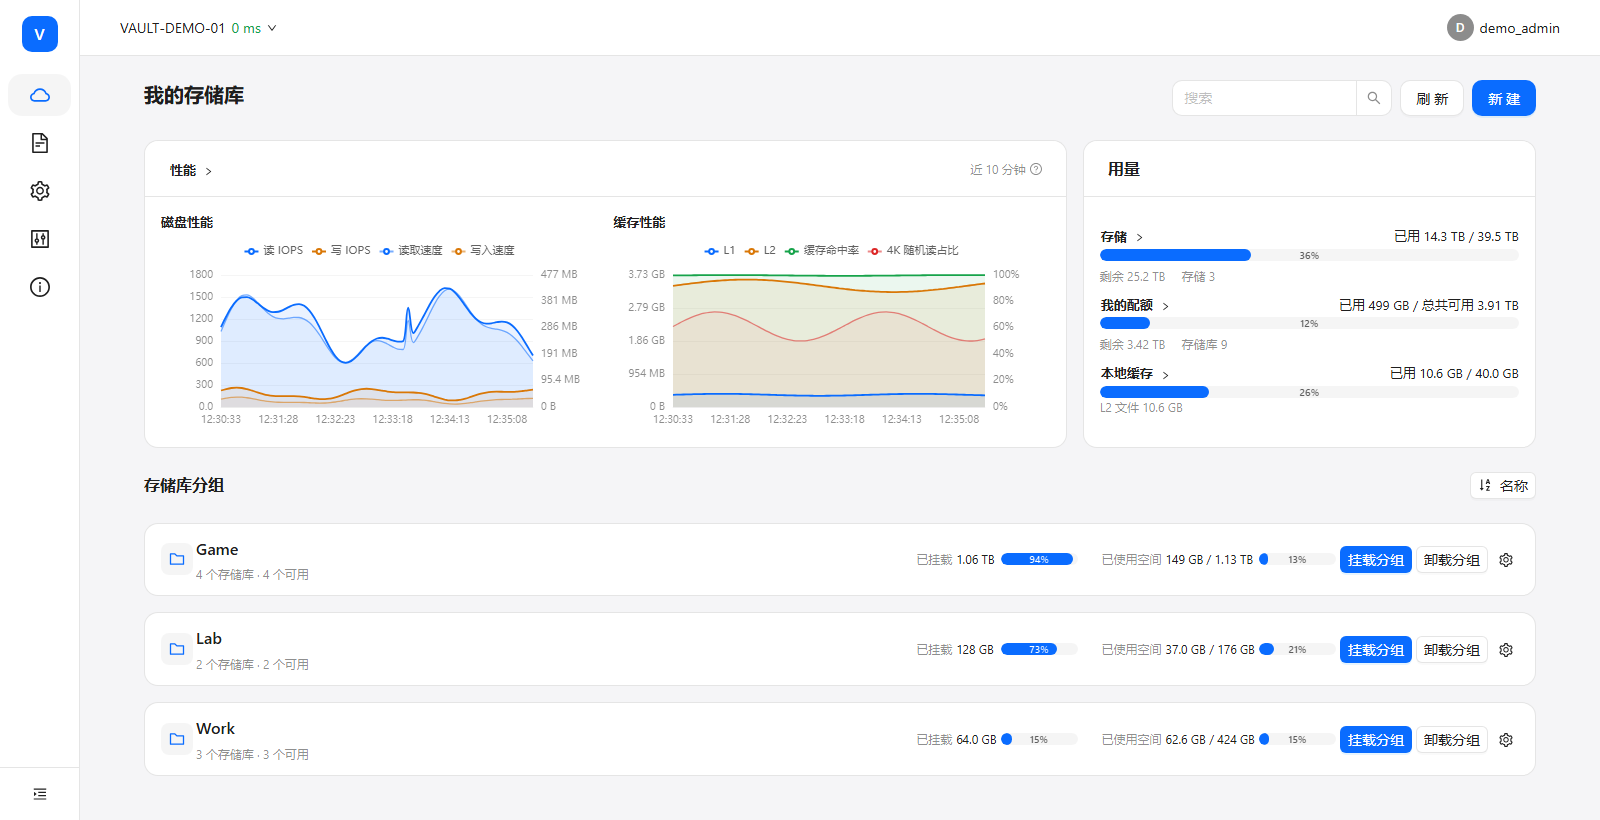 V
VAULT-DEMO-01 0 ms
D demo_admin
我的存储库
搜索
刷 新
新 建
性能
近 10 分钟
磁盘性能
读 IOPS 写 IOPS 读取速度 写入速度
1800 477 MB
1500 381 MB
1200 286 MB
900 191 MB
600 95.4 MB
300 0 B
0.0
12:30:33 12:31:28 12:32:23 12:33:18 12:34:13 12:35:08
缓存性能
L1 L2 缓存命中率 4K 随机读占比
3.73 GB 100%
2.79 GB 80%
1.86 GB 60%
954 MB 40%
0 B 20%
0%
12:30:33 12:31:28 12:32:23 12:33:18 12:34:13 12:35:08
用量
存储 已用 14.3 TB / 39.5 TB
36%
剩余 25.2 TB 存储 3
我的配额 已用 499 GB / 总共可用 3.91 TB
12%
剩余 3.42 TB 存储库 9
本地缓存 已用 10.6 GB / 40.0 GB
26%
L2 文件 10.6 GB
存储库分组
名称
Game
4 个存储库 · 4 个可用
已挂载 1.06 TB 94% 已使用空间 149 GB / 1.13 TB 13% 挂载分组 卸载分组
Lab
2 个存储库 · 2 个可用
已挂载 128 GB 73% 已使用空间 37.0 GB / 176 GB 21% 挂载分组 卸载分组
Work
3 个存储库 · 3 个可用
已挂载 64.0 GB 15% 已使用空间 62.6 GB / 424 GB 15% 挂载分组 卸载分组